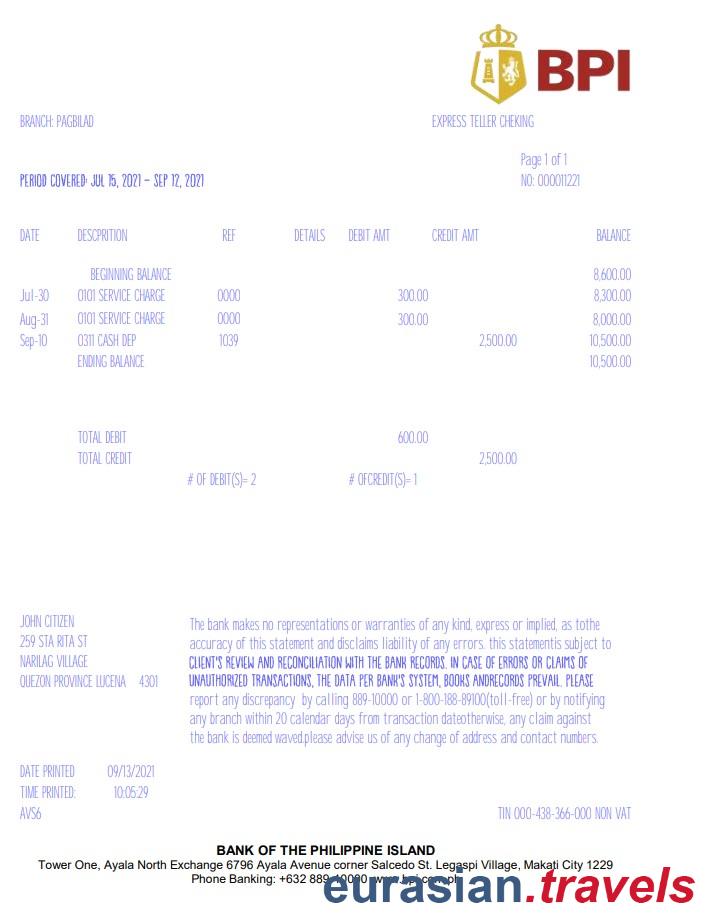 BPI
BRANCH: PAGBILAD EXPRESS TELLER CHEKING
Page 1 of 1
PERIOD COVERED: JUL 15, 2021 - SEP 12, 2021 NO: 000011221
DATE DESCPRITION REF DETAILS DEBIT AMT CREDIT AMT BALANCE
BEGINNING BALANCE 8,600.00
Jul-30 0101 SERVICE CHARGE 0000 300.00 8,300.00
Aug-31 0101 SERVICE CHARGE 0000 300.00 8,000.00
Sep-10 0311 CASH DEP 1039 2,500.00 10,500.00
ENDING BALANCE 10,500.00
TOTAL DEBIT 600.00
TOTAL CREDIT 2,500.00
# OF DEBIT(S)= 2 # OFCREDIT(S)= 1
JOHN CITIZEN
259 STA RITA ST
NARILAG VILLAGE
QUEZON PROVINCE LUCENA 4301
The bank makes no representations or warranties of any kind, express or implied, as tothe
accuracy of this statement and disclaims liability of any errors. this statementis subject to
CLIENT'S REVIEW AND RECONCILIATION WITH THE BANK RECORDS. IN CASE OF ERRORS OR CLAIMS OF
UNAUTHORIZED TRANSACTIONS, THE DATA PER BANK'S SYSTEM, BOOKS ANDRECORDS PREVAIL. PLEASE
report any discrepancy by calling 889-10000 or 1-800-188-89100(toll-free) or by notifying
any branch within 20 calendar days from transaction dateotherwise, any claim against
the bank is deemed waved.please advise us of any change of address and contact numbers.
DATE PRINTED 09/13/2021
TIME PRINTED: 10:05:29
AVS6 TIN 000-438-366-000 NON VAT
BANK OF THE PHILIPPINE ISLAND
Tower One, Ayala North Exchange 6796 Ayala Avenue corner Salcedo St. Legaspi Village, Makati City 1229
Phone Banking: +632 889-10000 www.bpi.com.ph
eurasian.travels